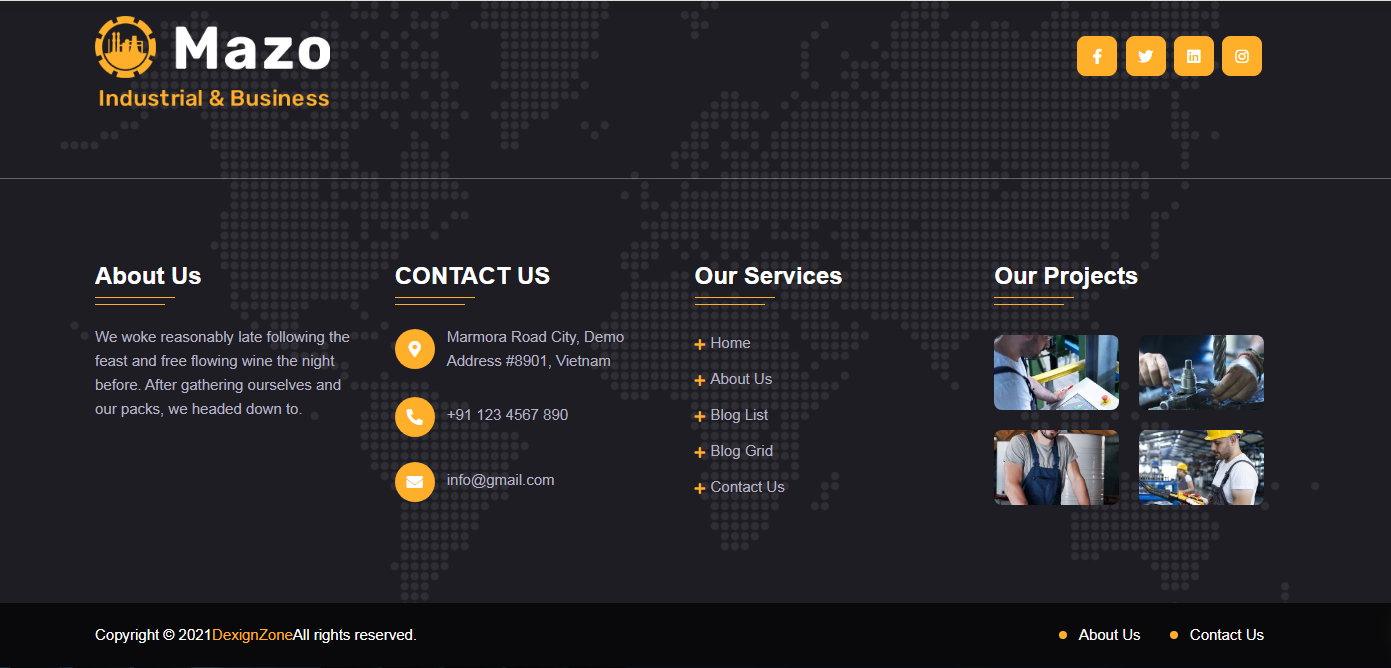 Mazo
Industrial & Business
About Us
We woke reasonably late following the
feast and free flowing wine the night
before. After gathering ourselves and
our packs, we headed down to.
CONTACT US
Marmora Road City, Demo
Address #8901, Vietnam
+91 123 4567 890
info@gmail.com
Our Services
Home
About Us
Blog List
Blog Grid
Contact Us
Our Projects
Copyright © 2021DexignZoneAll rights reserved.
About Us
Contact Us